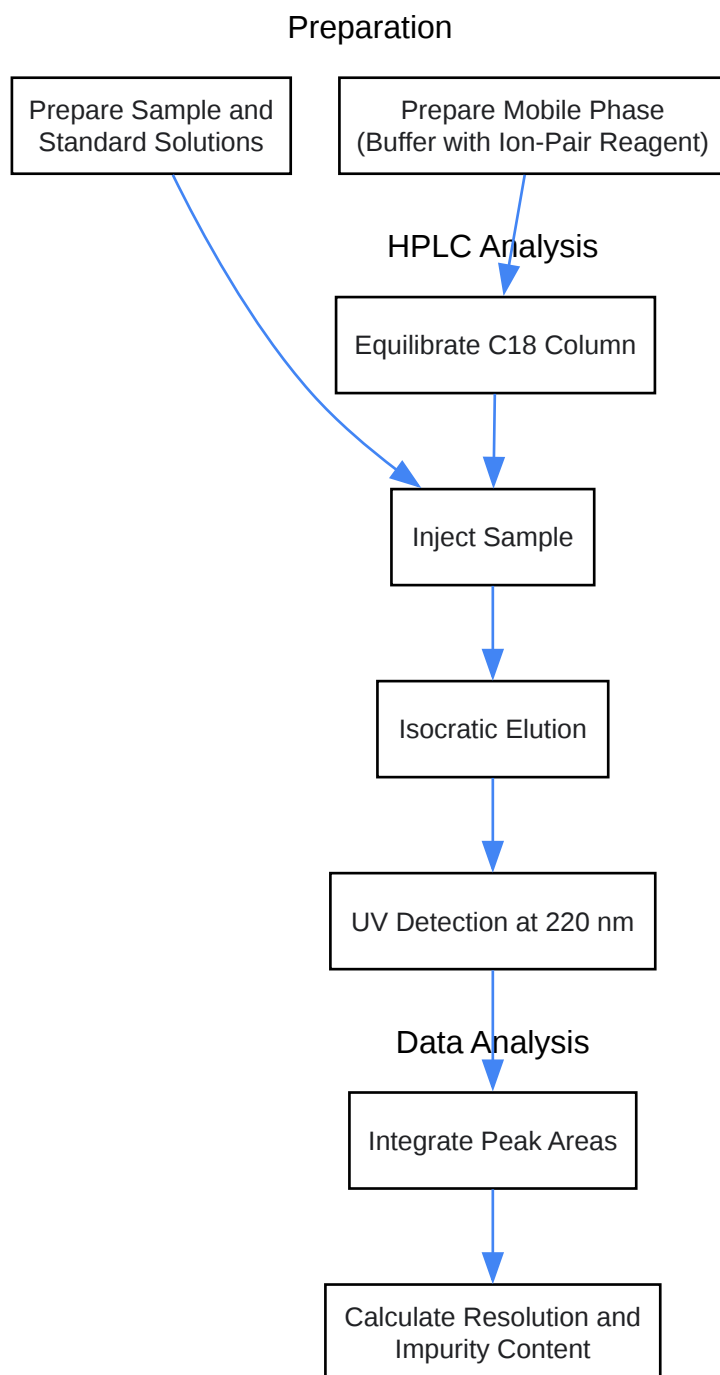 Preparation
Prepare Sample and
Standard Solutions
Prepare Mobile Phase
(Buffer with Ion-Pair Reagent)
HPLC Analysis
Equilibrate C18 Column
Inject Sample
Isocratic Elution
UV Detection at 220 nm
Data Analysis
Integrate Peak Areas
Calculate Resolution and
Impurity Content